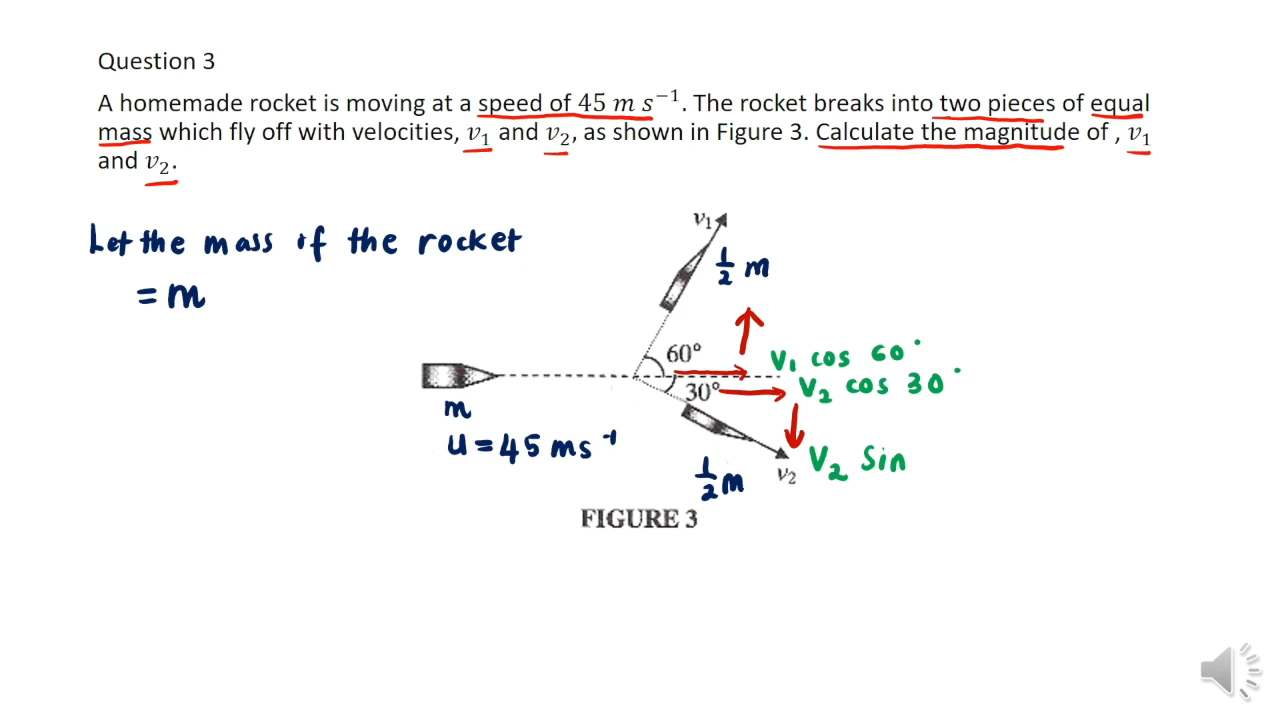 Question 3
A homemade rocket is moving at a speed of 45 m s⁻¹. The rocket breaks into two pieces of equal
mass which fly off with velocities, v₁ and v₂, as shown in Figure 3. Calculate the magnitude of , v₁
and v₂.
Let the mass of the rocket
= m
v₁
½ m
60°
v₁ cos 60°
30°
v₂ cos 30°
m
u = 45 ms⁻¹
v₂ sin
½ m
v₂
FIGURE 3